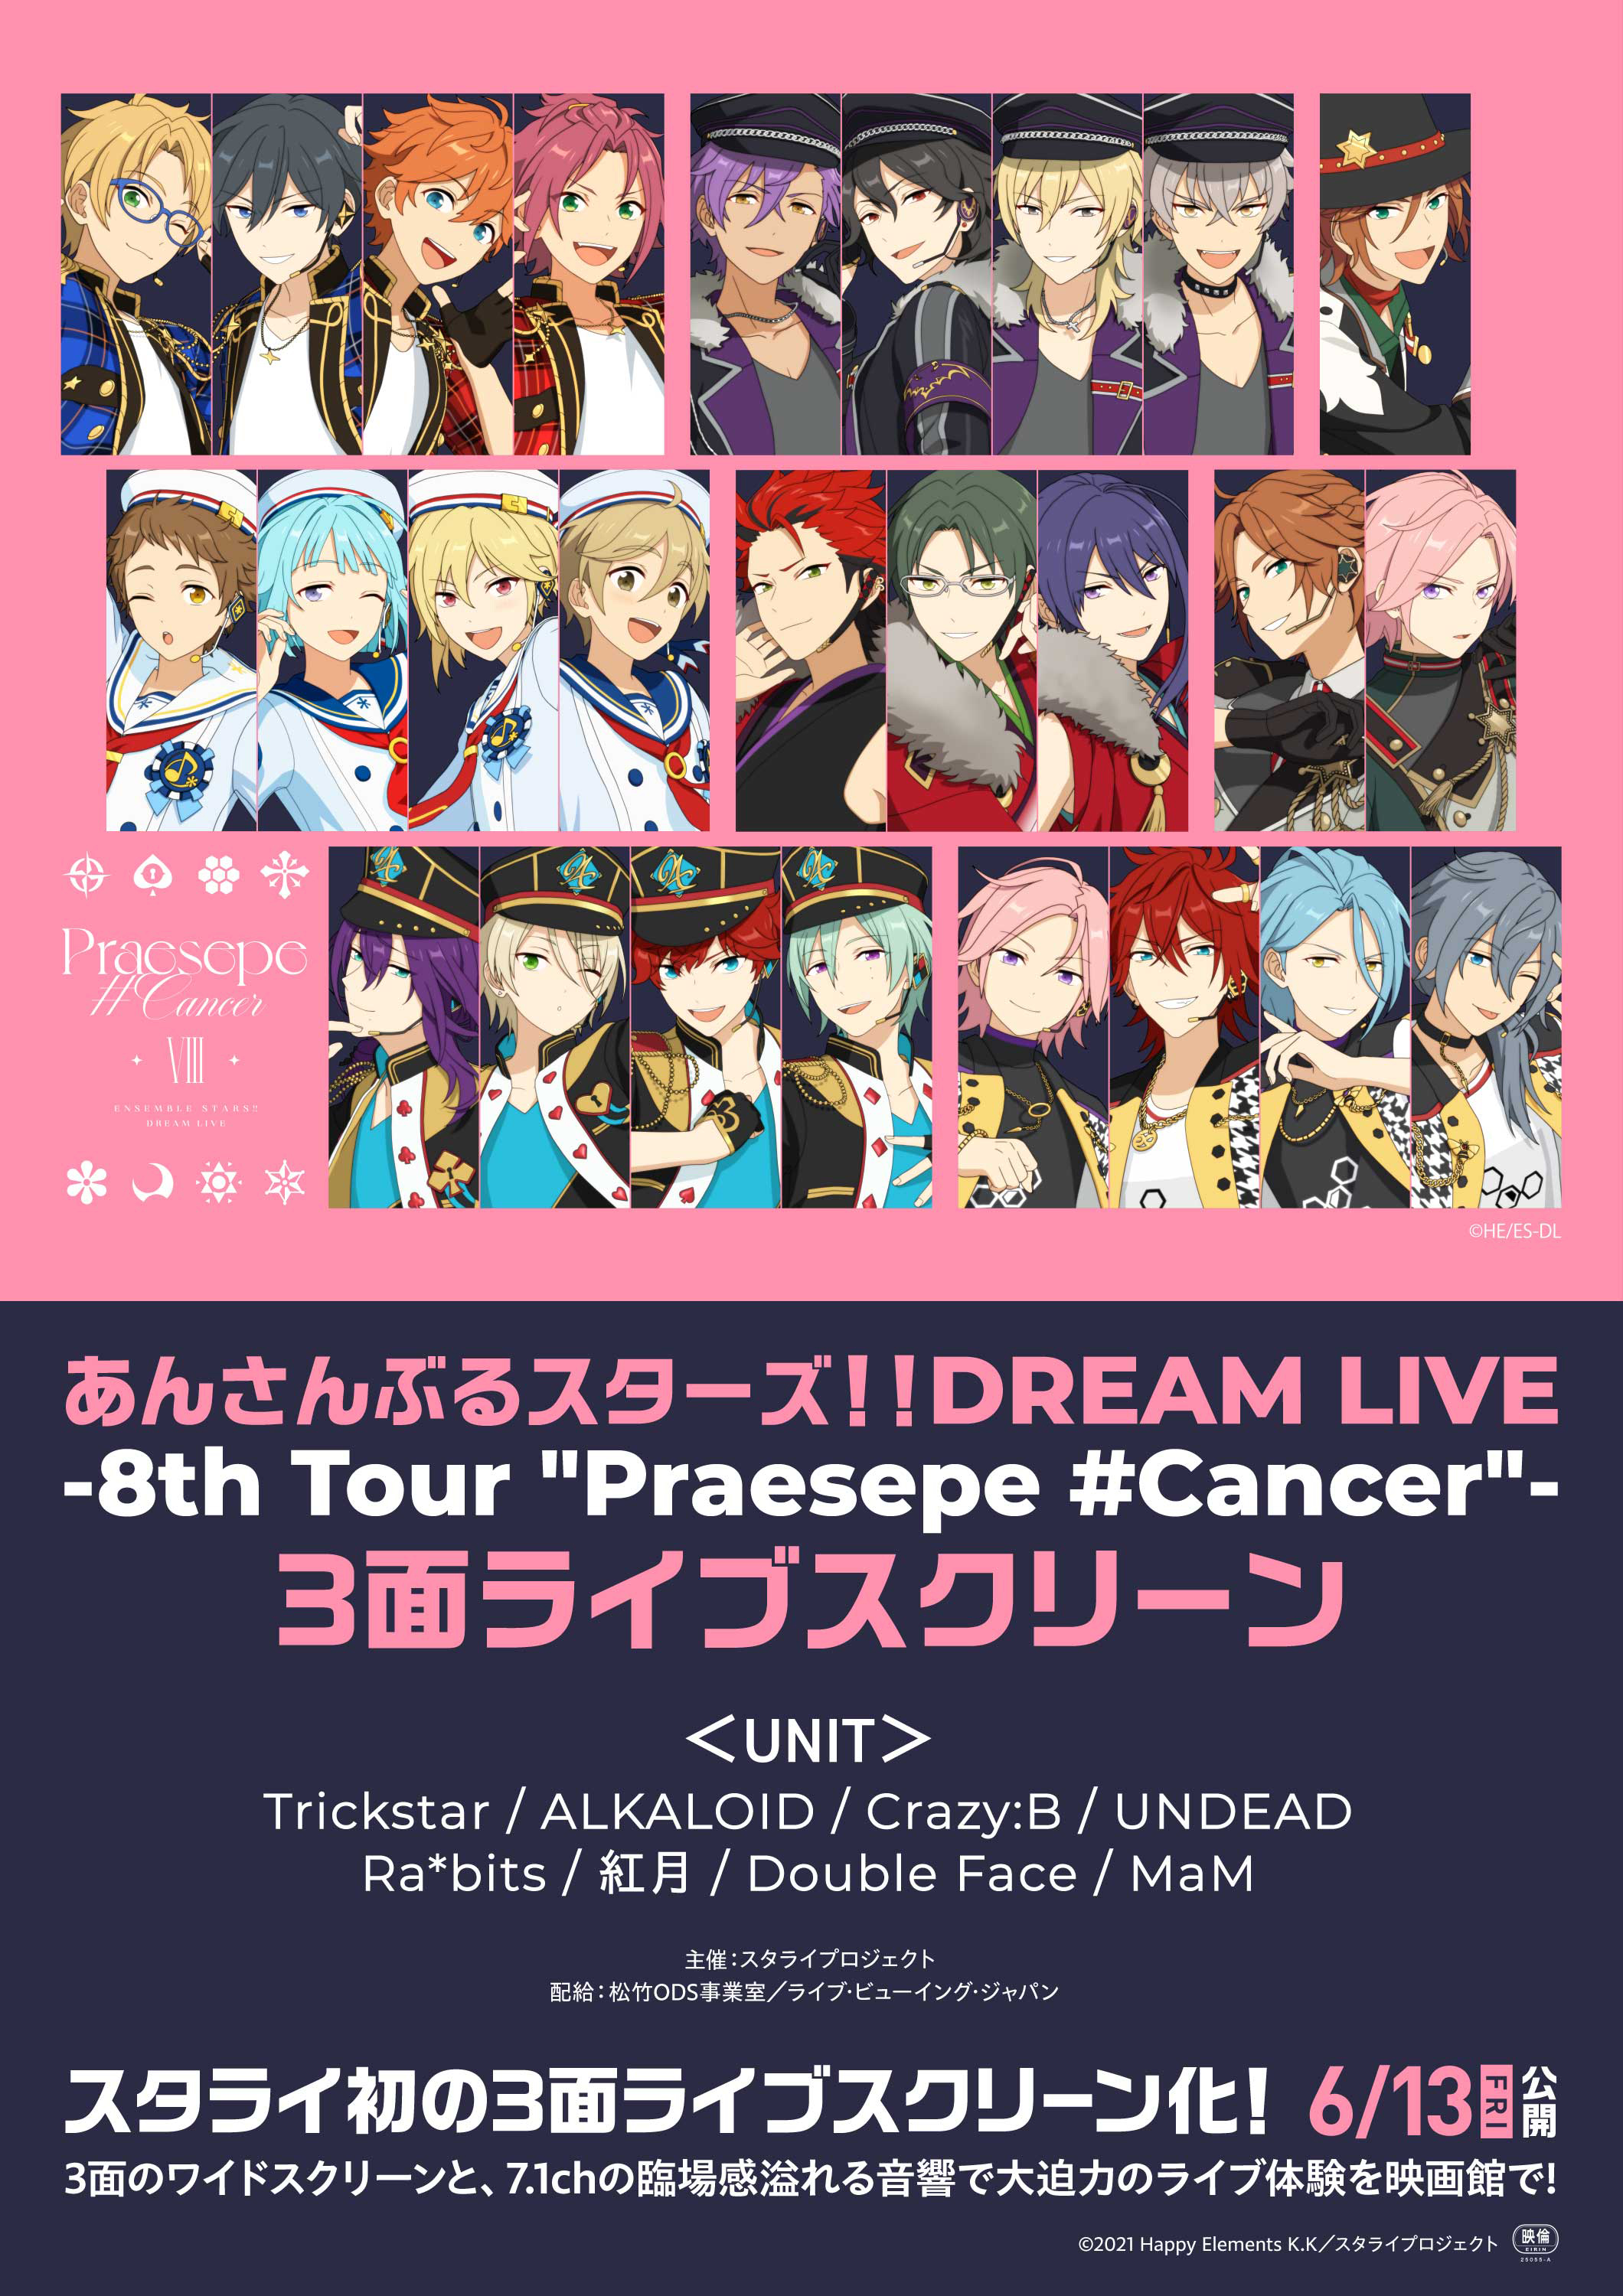 Praesepe
#Cancer
VIII
ENSEMBLE STARS!!
DREAM LIVE
©HE/ES-DL
あんさんぶるスターズ！！DREAM LIVE
-8th Tour "Praesepe #Cancer"-
3面ライブスクリーン
＜UNIT＞
Trickstar / ALKALOID / Crazy:B / UNDEAD
Ra*bits / 紅月 / Double Face / MaM
主催：スタライプロジェクト
配給：松竹ODS事業室／ライブ・ビューイング・ジャパン
スタライ初の3面ライブスクリーン化！ 6/13 FRI 公開
3面のワイドスクリーンと、7.1chの臨場感溢れる音響で大迫力のライブ体験を映画館で！
©2021 Happy Elements K.K／スタライプロジェクト
映倫
EIRIN
25055-A